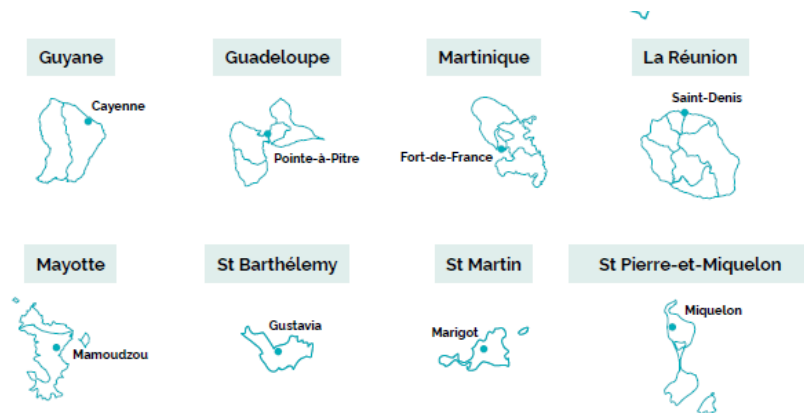 Guyane
Guadeloupe
Martinique
La Réunion
Cayenne
Pointe-à-Pitre
Fort-de-France
Saint-Denis
Mayotte
St Barthélemy
St Martin
St Pierre-et-Miquelon
Mamoudzou
Gustavia
Marigot
Miquelon